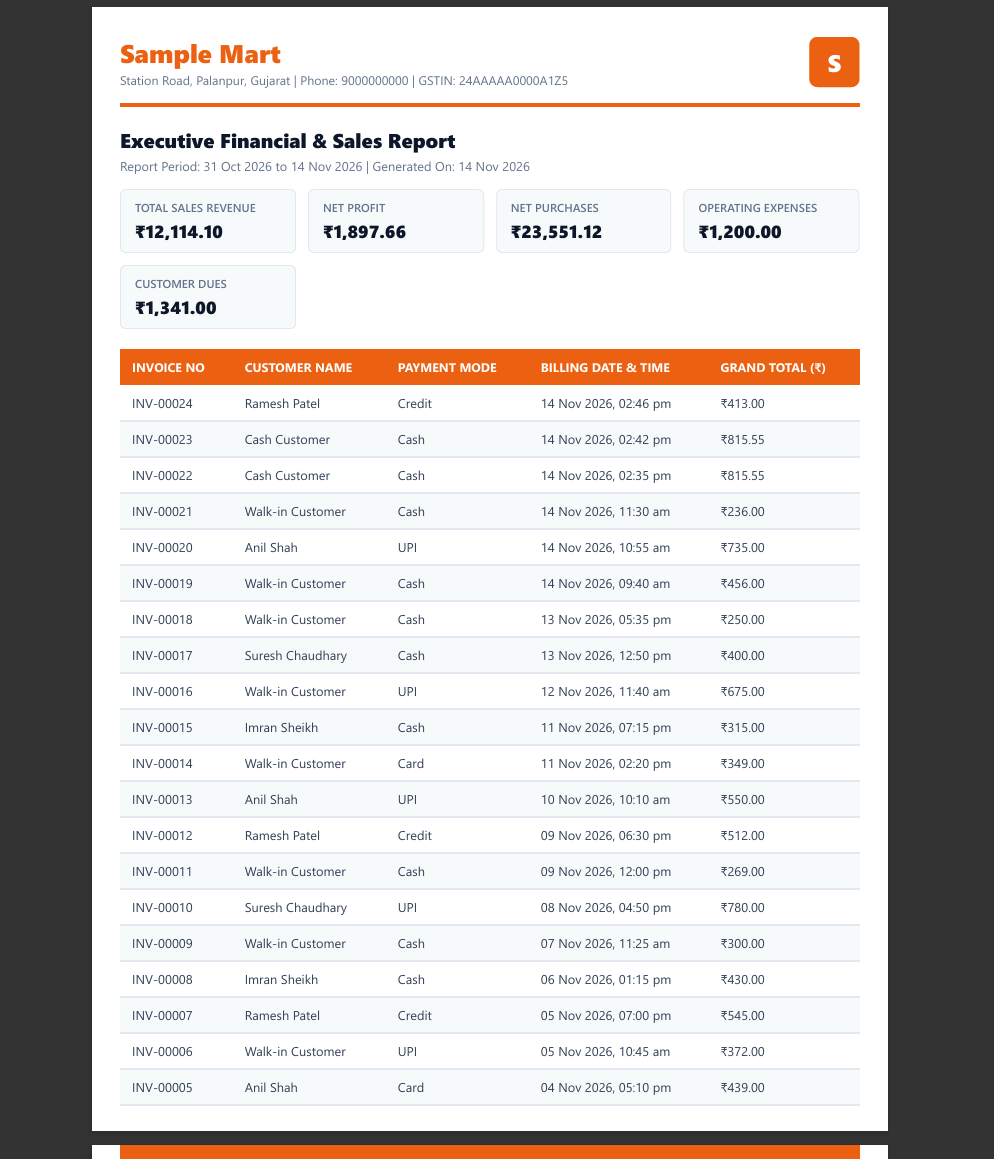 Sample Mart
S
Station Road, Palanpur, Gujarat | Phone: 9000000000 | GSTIN: 24AAAAA0000A1Z5
Executive Financial & Sales Report
Report Period: 31 Oct 2026 to 14 Nov 2026 | Generated On: 14 Nov 2026
TOTAL SALES REVENUE
₹12,114.10
NET PROFIT
₹1,897.66
NET PURCHASES
₹23,551.12
OPERATING EXPENSES
₹1,200.00
CUSTOMER DUES
₹1,341.00
INVOICE NO CUSTOMER NAME PAYMENT MODE BILLING DATE & TIME GRAND TOTAL (₹)
INV-00024 Ramesh Patel Credit 14 Nov 2026, 02:46 pm ₹413.00
INV-00023 Cash Customer Cash 14 Nov 2026, 02:42 pm ₹815.55
INV-00022 Cash Customer Cash 14 Nov 2026, 02:35 pm ₹815.55
INV-00021 Walk-in Customer Cash 14 Nov 2026, 11:30 am ₹236.00
INV-00020 Anil Shah UPI 14 Nov 2026, 10:55 am ₹735.00
INV-00019 Walk-in Customer Cash 14 Nov 2026, 09:40 am ₹456.00
INV-00018 Walk-in Customer Cash 13 Nov 2026, 05:35 pm ₹250.00
INV-00017 Suresh Chaudhary Cash 13 Nov 2026, 12:50 pm ₹400.00
INV-00016 Walk-in Customer UPI 12 Nov 2026, 11:40 am ₹675.00
INV-00015 Imran Sheikh Cash 11 Nov 2026, 07:15 pm ₹315.00
INV-00014 Walk-in Customer Card 11 Nov 2026, 02:20 pm ₹349.00
INV-00013 Anil Shah UPI 10 Nov 2026, 10:10 am ₹550.00
INV-00012 Ramesh Patel Credit 09 Nov 2026, 06:30 pm ₹512.00
INV-00011 Walk-in Customer Cash 09 Nov 2026, 12:00 pm ₹269.00
INV-00010 Suresh Chaudhary UPI 08 Nov 2026, 04:50 pm ₹780.00
INV-00009 Walk-in Customer Cash 07 Nov 2026, 11:25 am ₹300.00
INV-00008 Imran Sheikh Cash 06 Nov 2026, 01:15 pm ₹430.00
INV-00007 Ramesh Patel Credit 05 Nov 2026, 07:00 pm ₹545.00
INV-00006 Walk-in Customer UPI 05 Nov 2026, 10:45 am ₹372.00
INV-00005 Anil Shah Card 04 Nov 2026, 05:10 pm ₹439.00